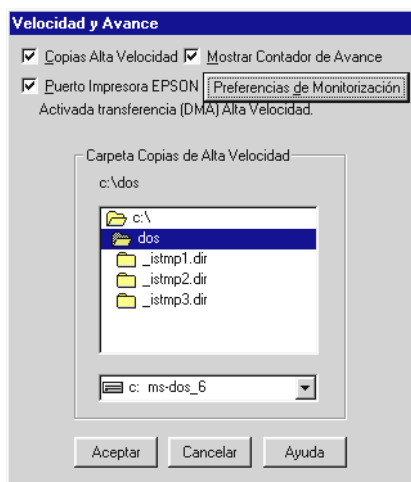 Velocidad y Avance
Copias Alta Velocidad Mostrar Contador de Avance
Puerto Impresora EPSON Preferencias de Monitorización
Activada transferencia (DMA) Alta Velocidad.
Carpeta Copias de Alta Velocidad
c:\dos
c:\
dos
_istmp1.dir
_istmp2.dir
_istmp3.dir
c: ms-dos_6
Aceptar Cancelar Ayuda